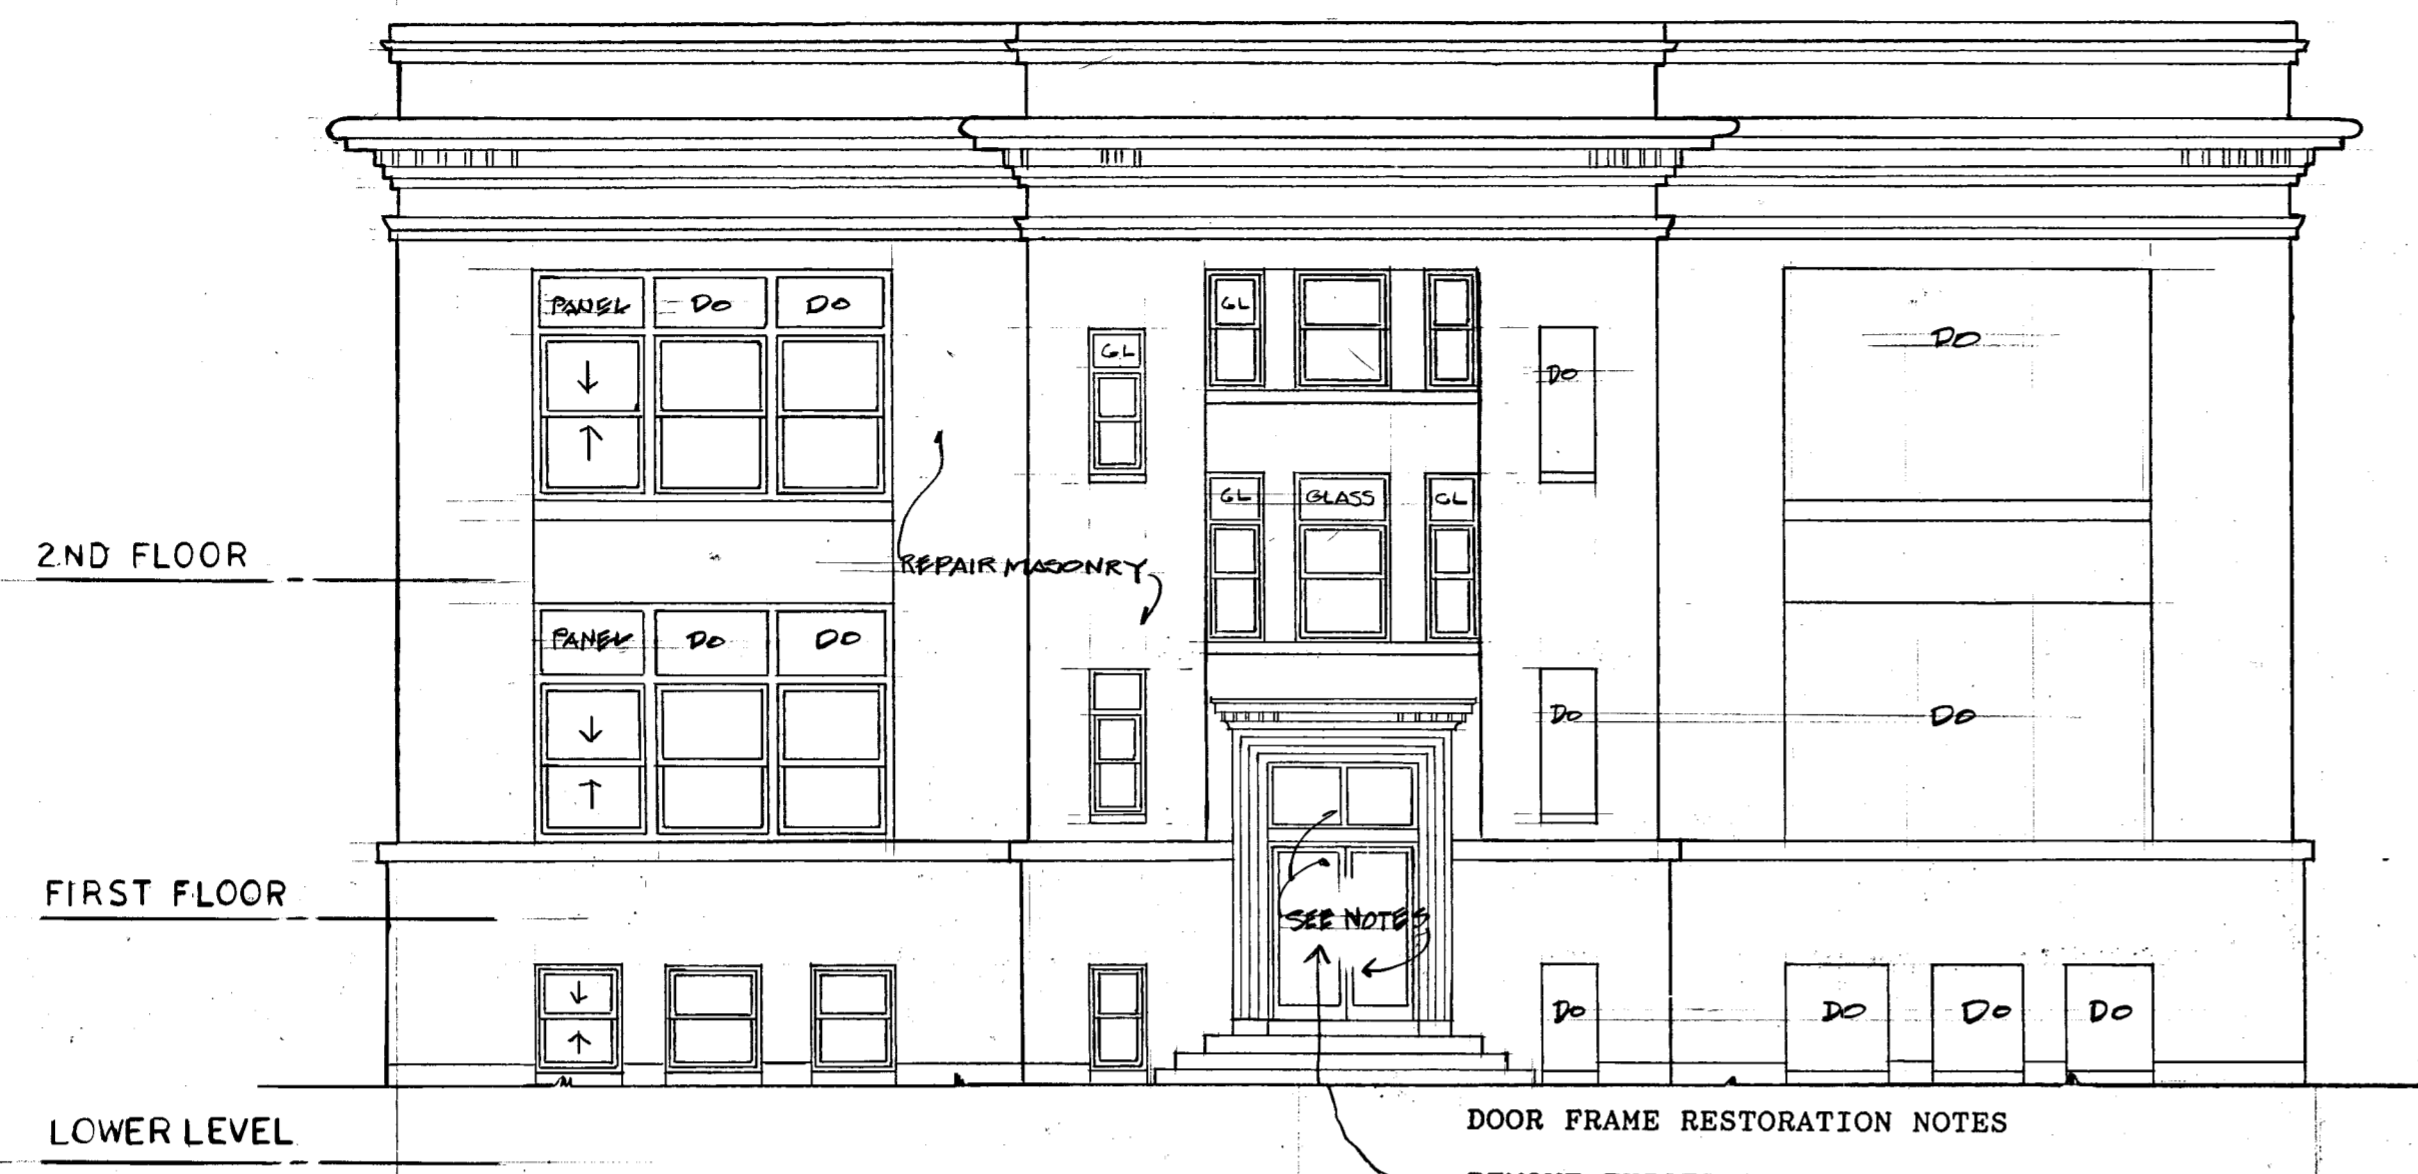 PANEL DO DO
GL
GL
DO
DO
GL GLASS GL
2ND FLOOR
REPAIR MASONRY
PANEL DO DO
DO
DO
FIRST FLOOR
SEE NOTES
DO
DO
DO
DO
DOOR FRAME RESTORATION NOTES
LOWER LEVEL